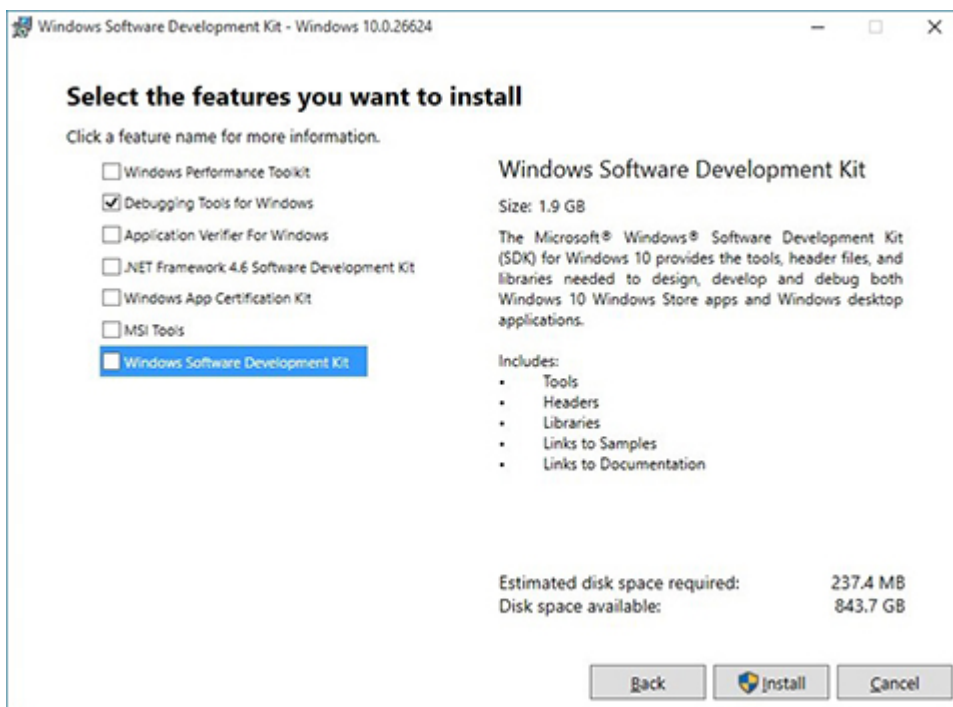 Windows Software Development Kit - Windows 10.0.26624
Select the features you want to install
Click a feature name for more information.
Windows Performance Toolkit
Debugging Tools for Windows
Application Verifier For Windows
.NET Framework 4.6 Software Development Kit
Windows App Certification Kit
MSI Tools
Windows Software Development Kit
Windows Software Development Kit
Size: 1.9 GB
The Microsoft® Windows® Software Development Kit
(SDK) for Windows 10 provides the tools, header files, and
libraries needed to design, develop and debug both
Windows 10 Windows Store apps and Windows desktop
applications.
Includes:
• Tools
• Headers
• Libraries
• Links to Samples
• Links to Documentation
Estimated disk space required: 237.4 MB
Disk space available: 843.7 GB
Back Install Cancel